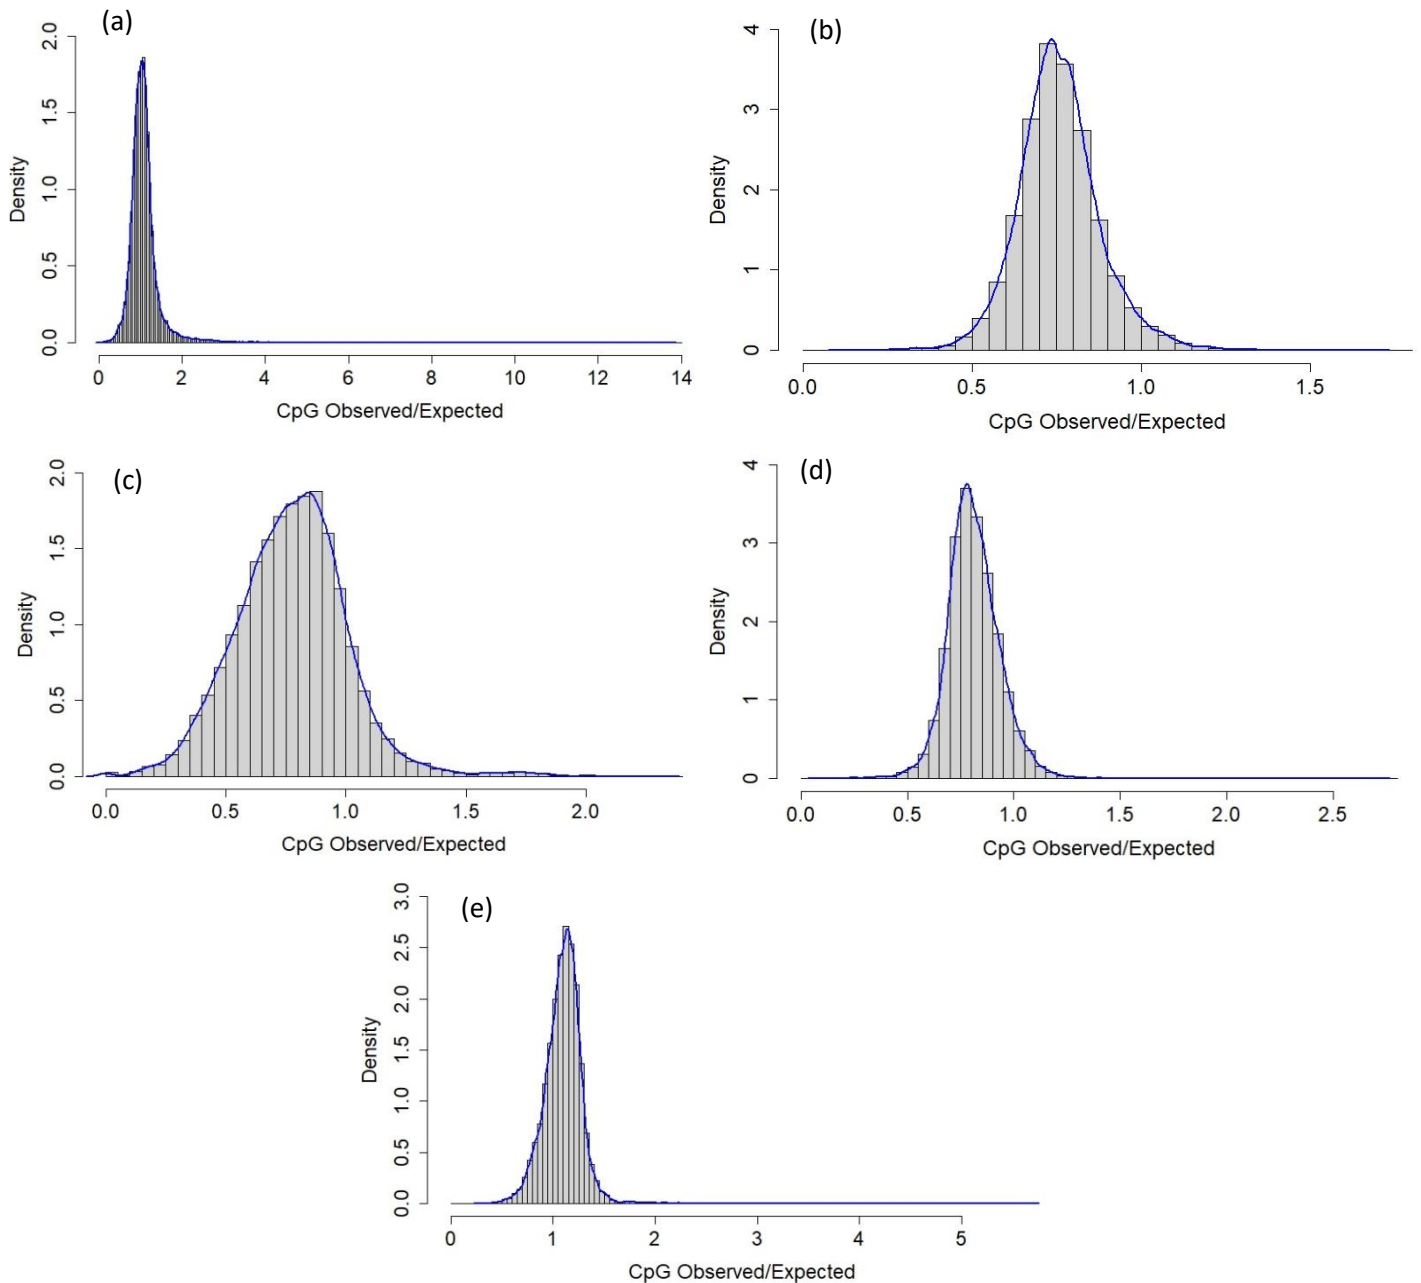 (a)
2.0
1.5
1.0
0.5
0.0
Density
0 2 4 6 8 10 12 14
CpG Observed/Expected
(b)
4
3
2
1
0
Density
0.0 0.5 1.0 1.5
CpG Observed/Expected
(c)
2.0
1.5
1.0
0.5
0.0
Density
0.0 0.5 1.0 1.5 2.0
CpG Observed/Expected
(d)
4
3
2
1
0
Density
0.0 0.5 1.0 1.5 2.0 2.5
CpG Observed/Expected
(e)
3.0
2.5
2.0
1.5
1.0
0.5
0.0
Density
0 1 2 3 4 5
CpG Observed/Expected